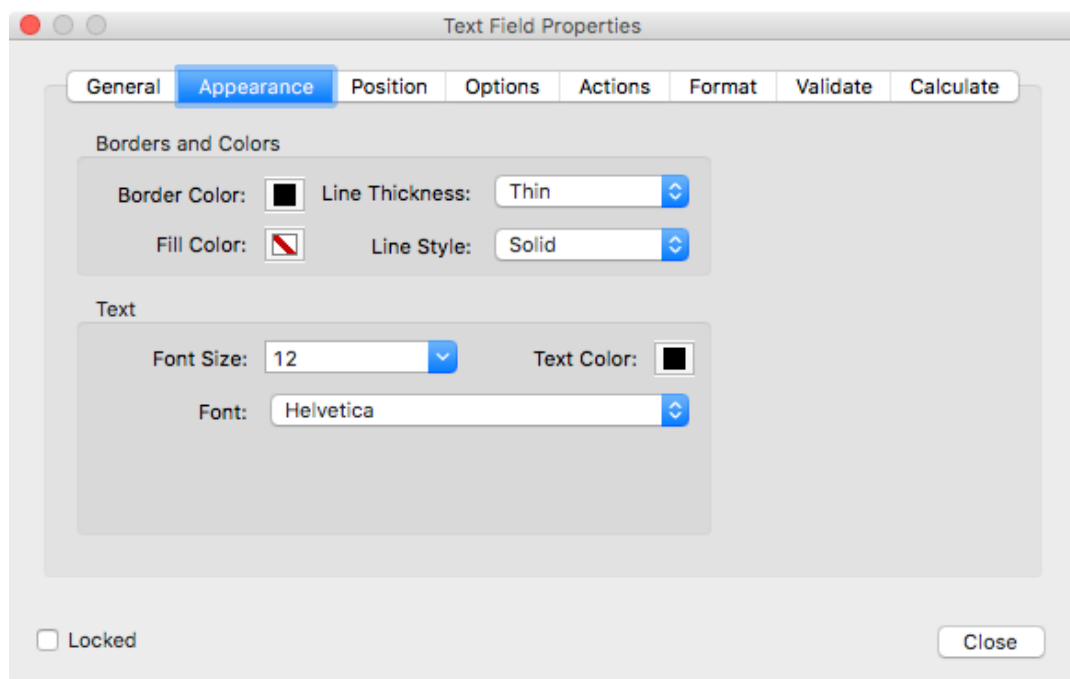 Text Field Properties
General Appearance Position Options Actions Format Validate Calculate
Borders and Colors
Border Color: Line Thickness: Thin
Fill Color: Line Style: Solid
Text
Font Size: 12 Text Color:
Font: Helvetica
Locked Close